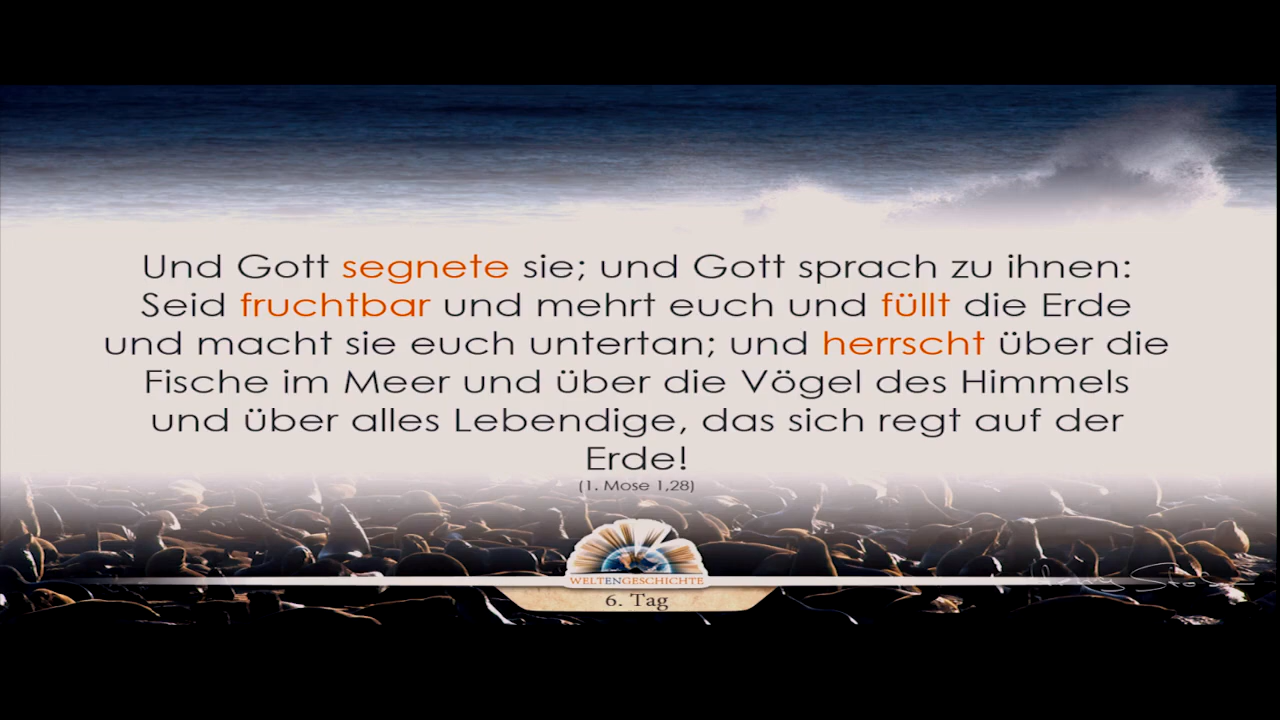 Und Gott segnete sie; und Gott sprach zu ihnen:
Seid fruchtbar und mehrt euch und füllt die Erde
und macht sie euch untertan; und herrscht über die
Fische im Meer und über die Vögel des Himmels
und über alles Lebendige, das sich regt auf der
Erde!
(1. Mose 1,28)
WELTENGESCHICHTE
6. Tag